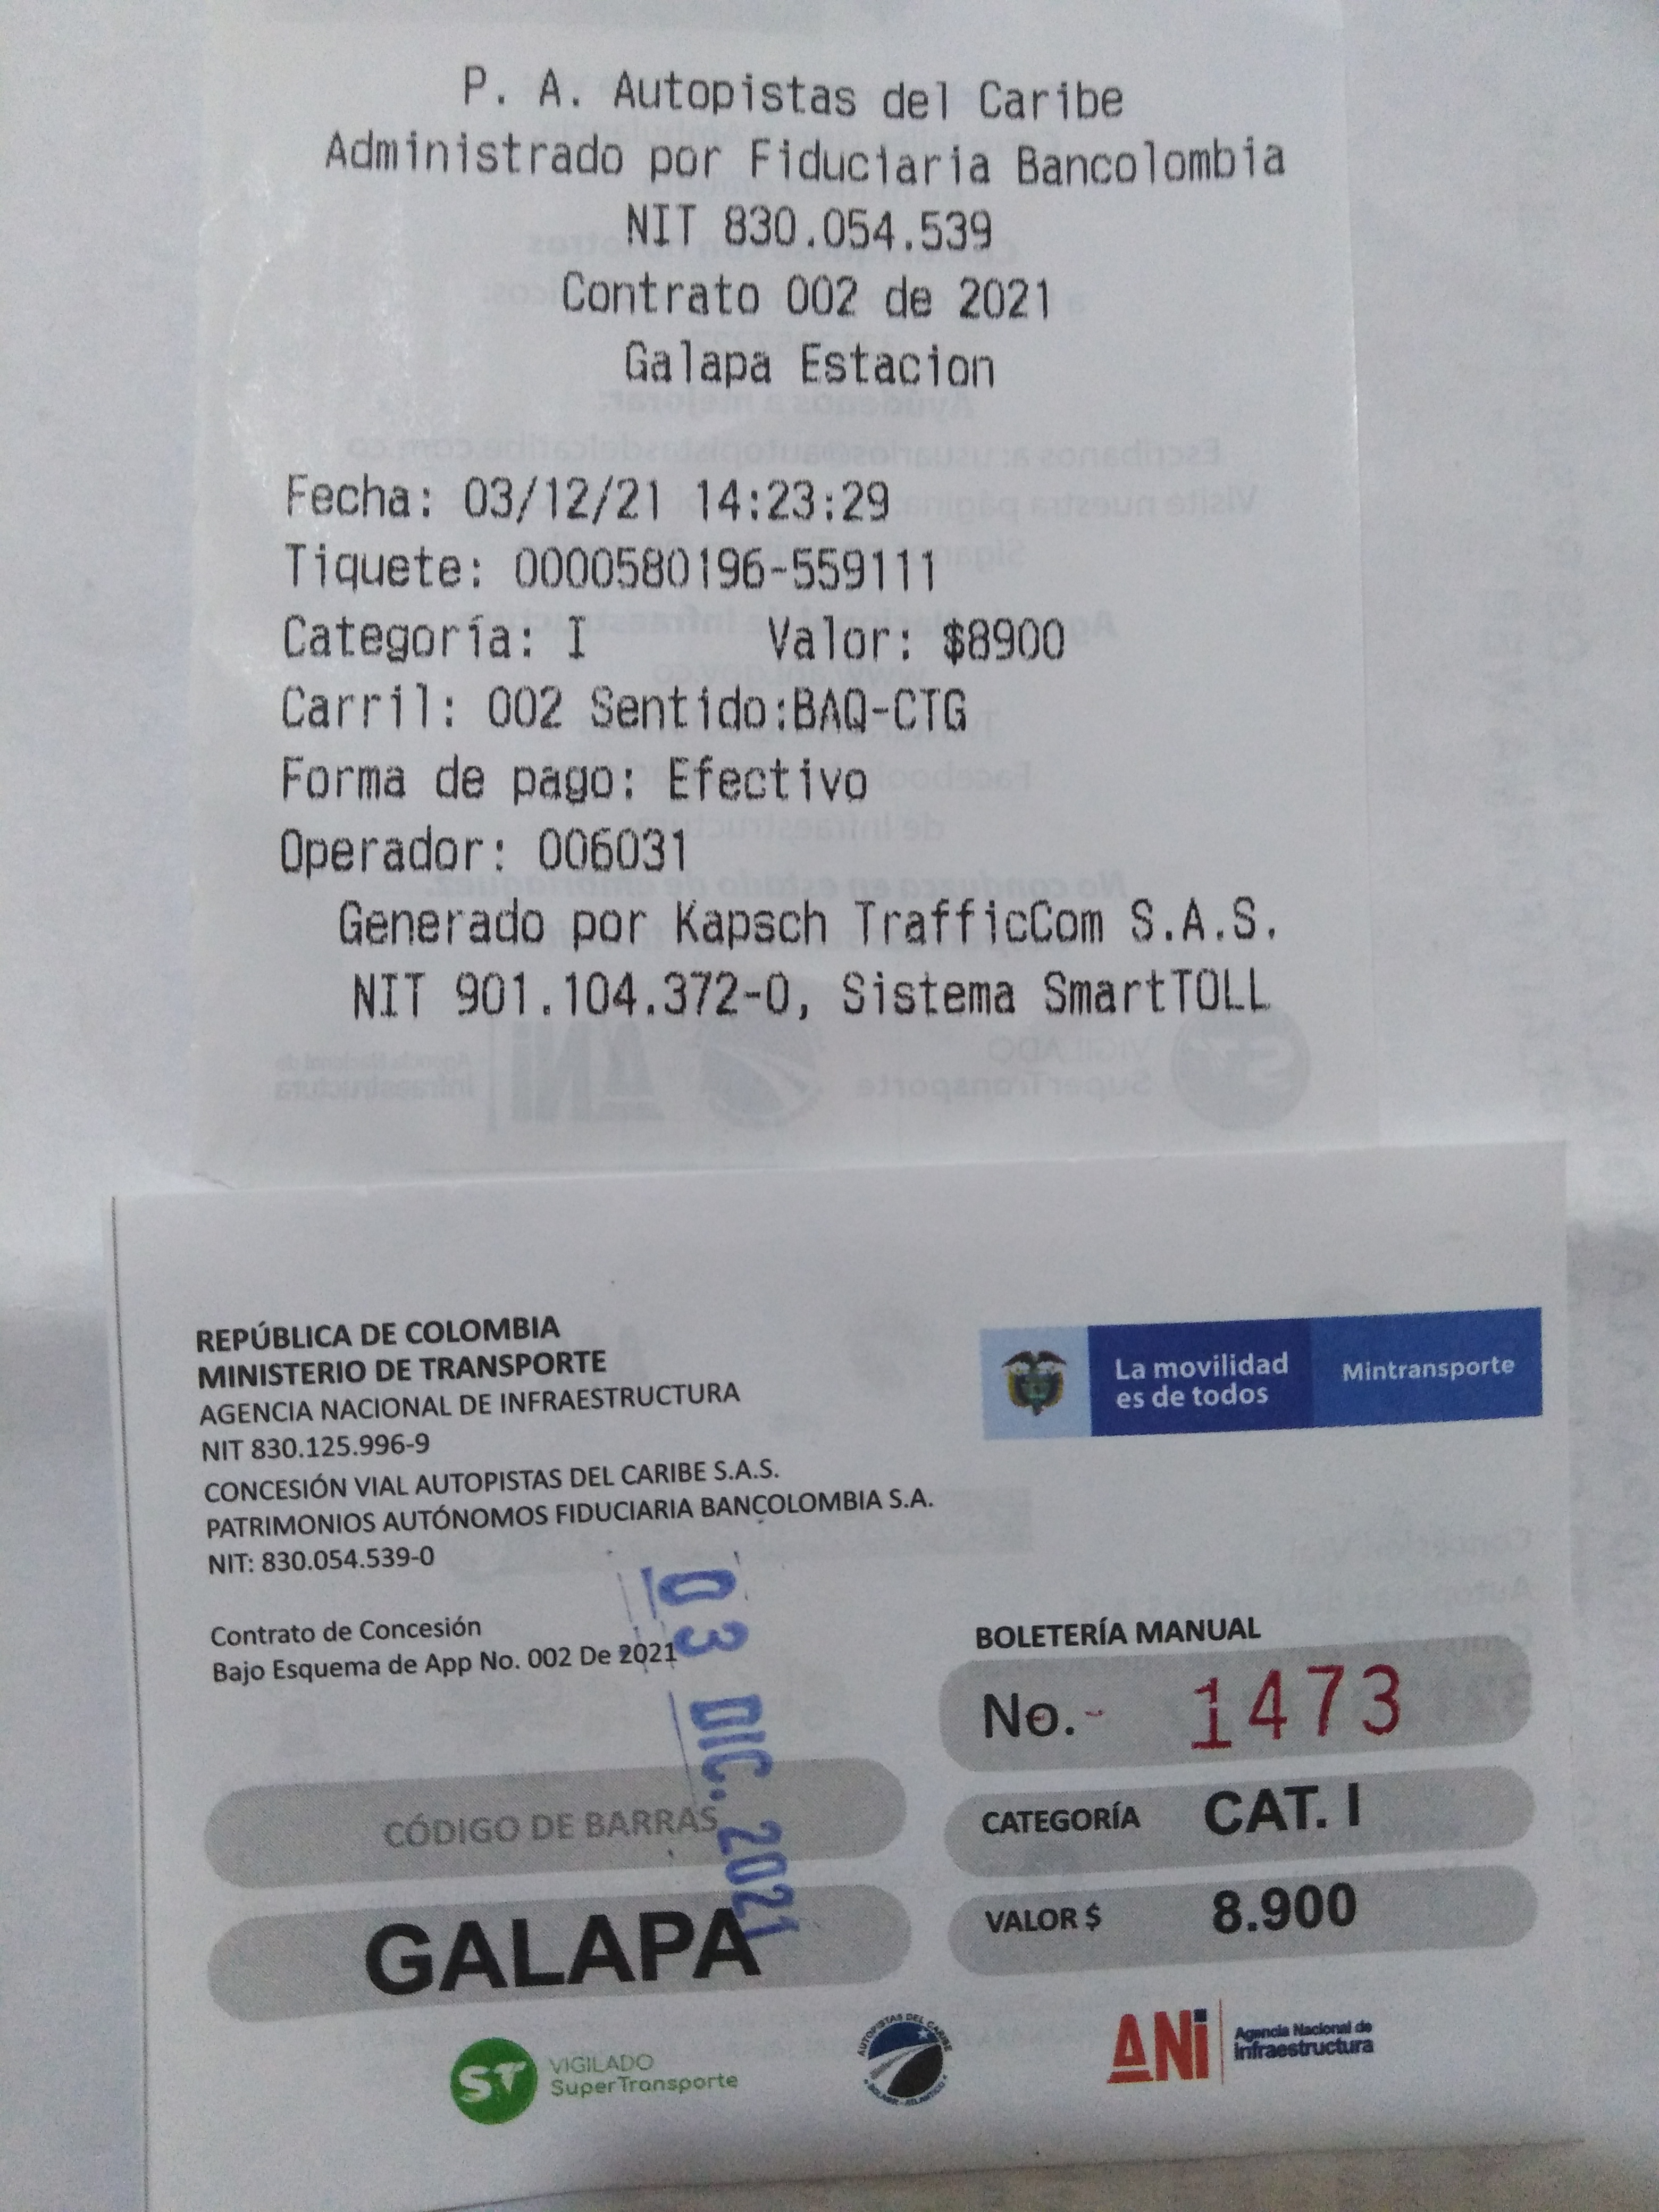 P. A. Autopistas del Caribe
Administrado por Fiduciaria Bancolombia
NIT 830.054.539
Contrato 002 de 2021
Galapa Estacion
Fecha: 03/12/21 14:23:29
Tiquete: 0000580196-559111
Categoría: I Valor: $8900
Carril: 002 Sentido:BAQ-CTG
Forma de pago: Efectivo
Operador: 006031
Generado por Kapsch TrafficCom S.A.S.
NIT 901.104.372-0, Sistema SmartTOLL
REPÚBLICA DE COLOMBIA
MINISTERIO DE TRANSPORTE
AGENCIA NACIONAL DE INFRAESTRUCTURA
NIT 830.125.996-9
CONCESIÓN VIAL AUTOPISTAS DEL CARIBE S.A.S.
PATRIMONIOS AUTÓNOMOS FIDUCIARIA BANCOLOMBIA S.A.
NIT: 830.054.539-0
La movilidad
es de todos
Mintransporte
Contrato de Concesión
Bajo Esquema de App No. 002 De 2021
03 DIC. 2021
BOLETERÍA MANUAL
No. - 1473
CÓDIGO DE BARRAS
CATEGORÍA CAT. I
GALAPA
VALOR $ 8.900
ST
VIGILADO
SuperTransporte
AUTOPISTAS DEL CARIBE
BOLIVAR - ATLANTICO
ANi
Agencia Nacional de
Infraestructura